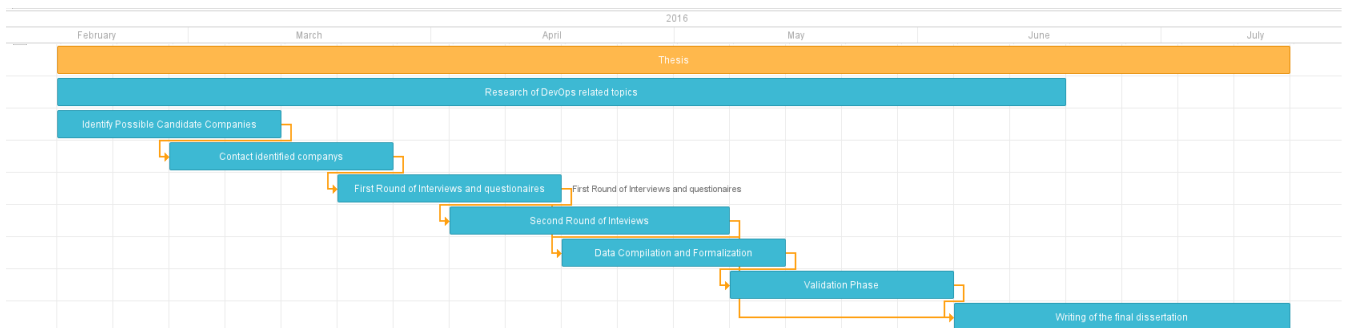 2016
February March April May June July
Thesis
Research of DevOps related topics
Identify Possible Candidate Companies
Contact identified companys
First Round of Interviews and questionaires First Round of Interviews and questionaires
Second Round of Inteviews
Data Compilation and Formalization
Validation Phase
Writing of the final dissertation